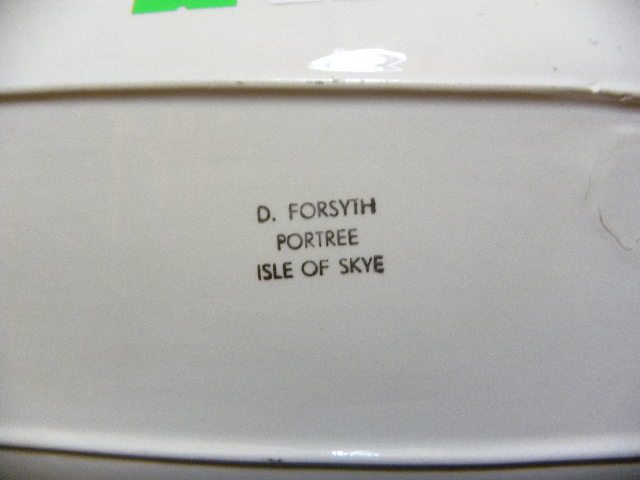 D. FORSYTH
PORTREE
ISLE OF SKYE